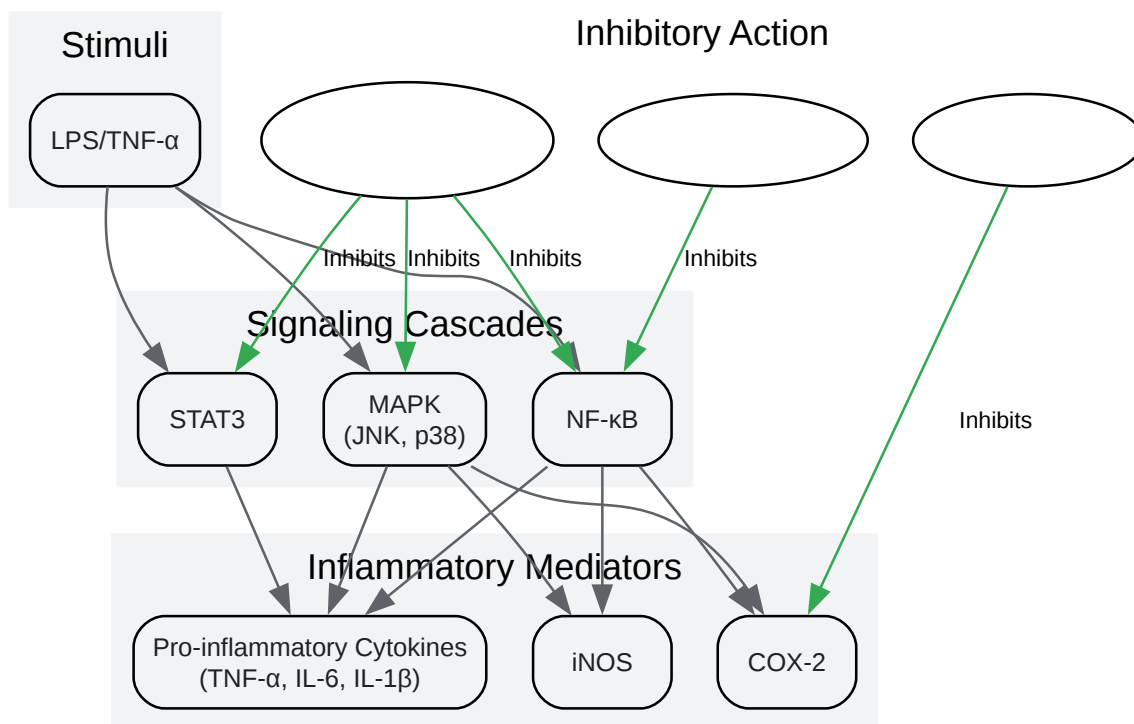 Stimuli
Inhibitory Action
LPS/TNF-α
Inhibits
Inhibits
Inhibits
Inhibits
Signaling Cascades
STAT3
MAPK
(JNK, p38)
NF-κB
Inhibits
Inflammatory Mediators
Pro-inflammatory Cytokines
(TNF-α, IL-6, IL-1β)
iNOS
COX-2